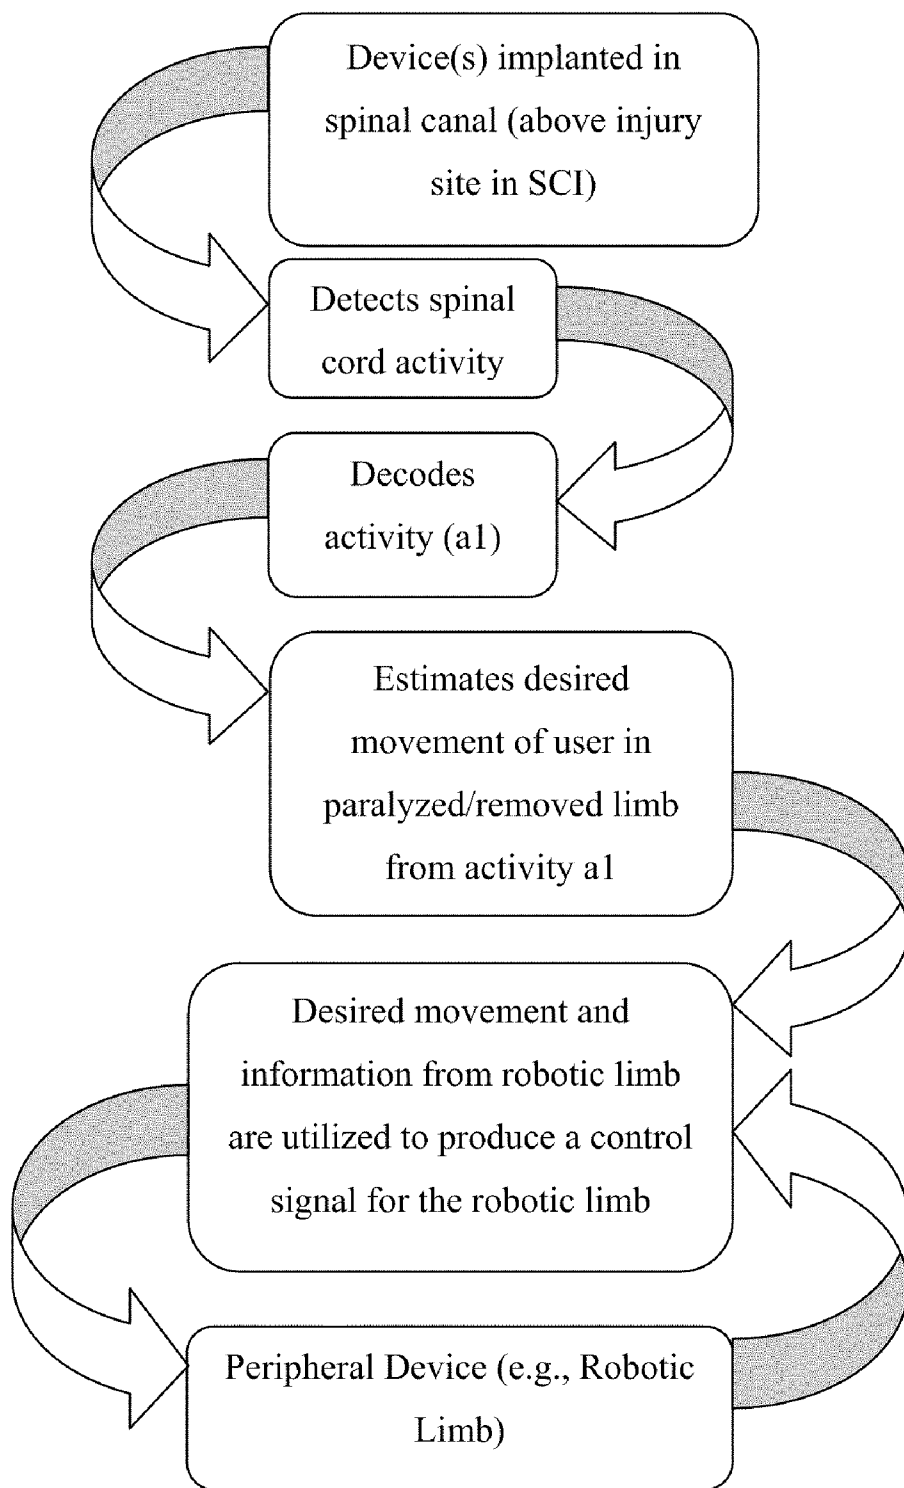 Device(s) implanted in
spinal canal (above injury
site in SCI)
Detects spinal
cord activity
Decodes
activity (a1)
Estimates desired
movement of user in
paralyzed/removed limb
from activity a1
Desired movement and
information from robotic limb
are utilized to produce a control
signal for the robotic limb
Peripheral Device (e.g., Robotic
Limb)